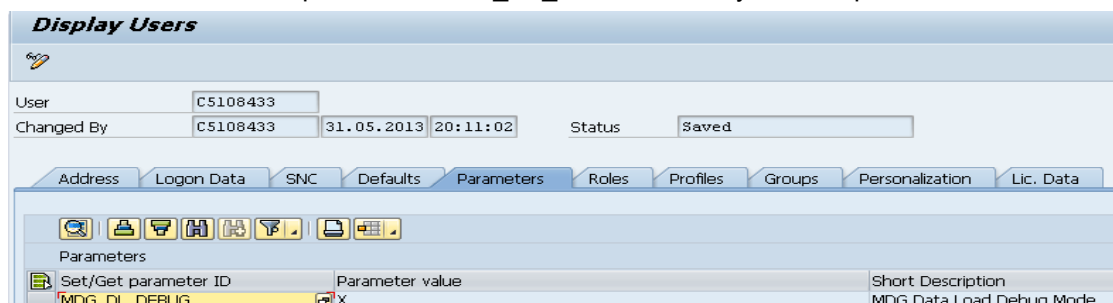 Display Users
User C5108433
Changed By C5108433 31.05.2013 20:11:02 Status Saved
Address Logon Data SNC Defaults Parameters Roles Profiles Groups Personalization Lic. Data
Parameters
Set/Get parameter ID Parameter value Short Description
MDG_DL_DEBUG X MDG Data Load Debug Mode